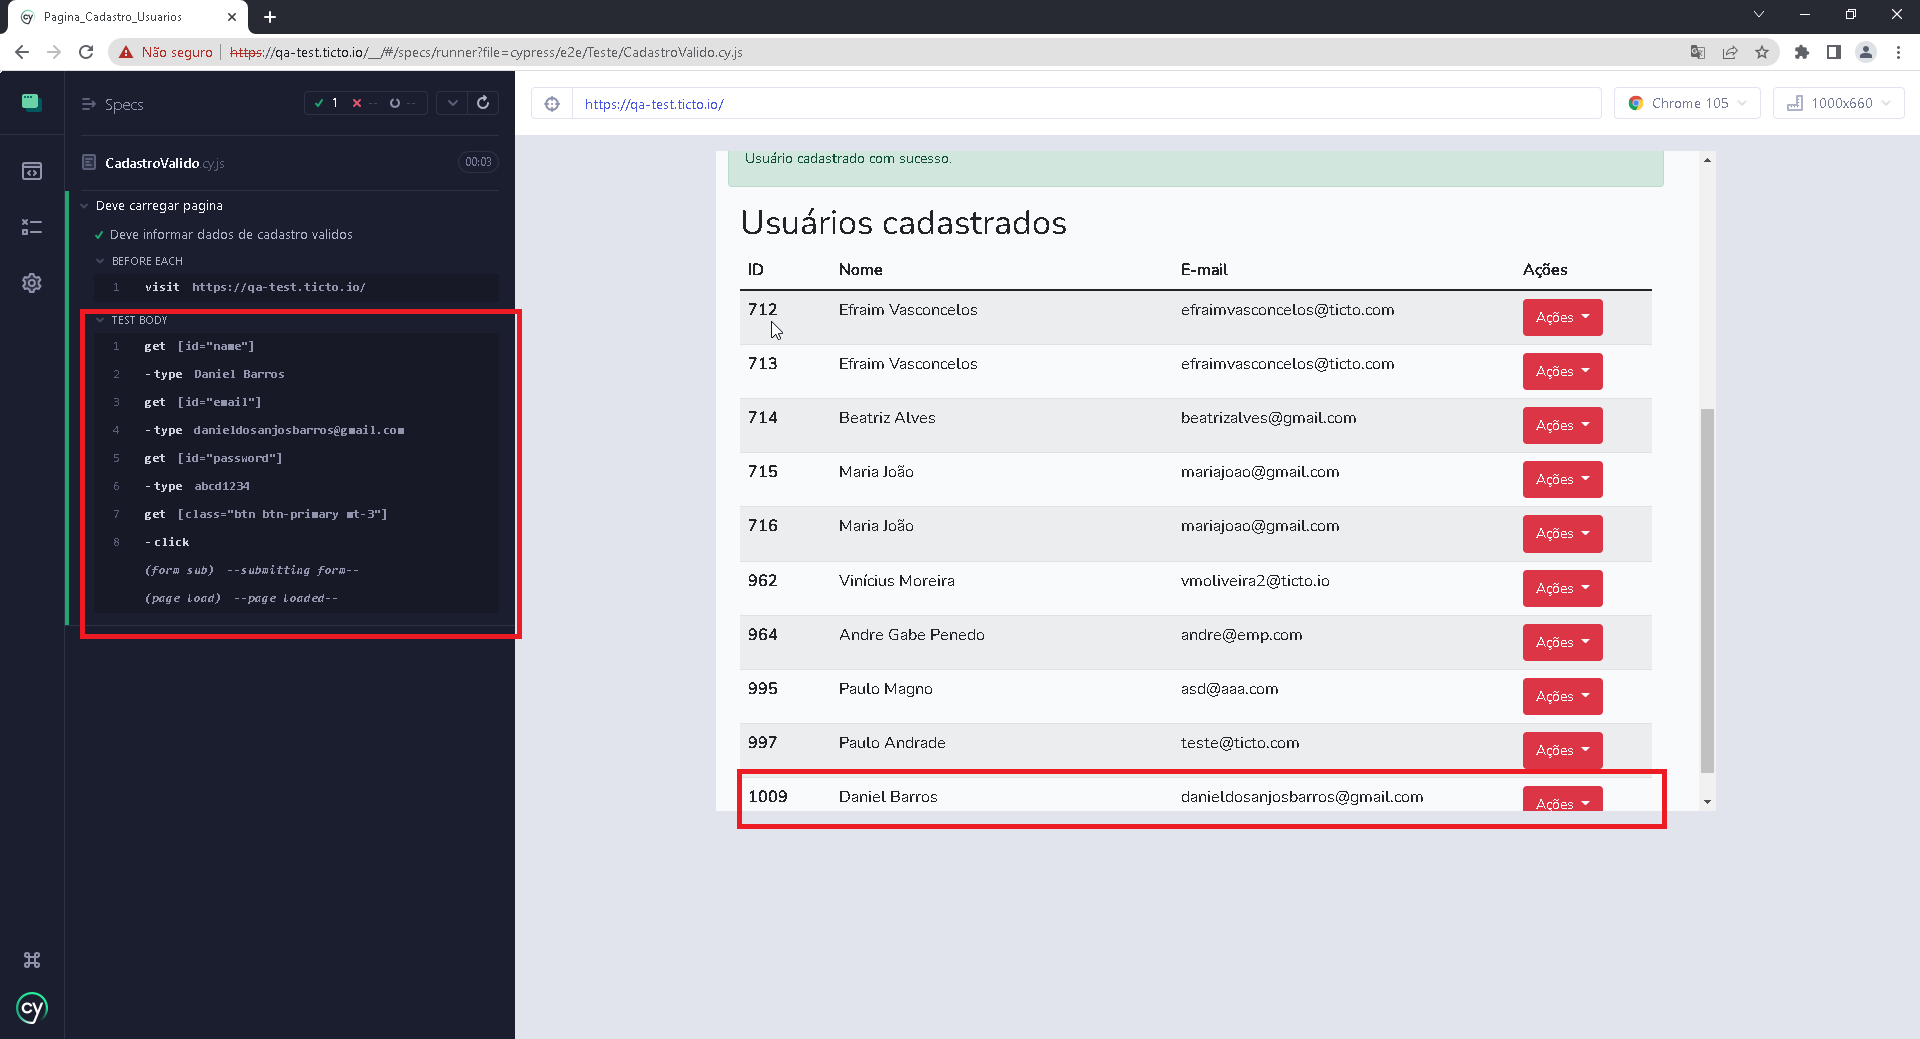 Pagina_Cadastro_Usuarios
Não seguro https://qa-test.ticto.io/__/#/specs/runner?file=cypress/e2e/Teste/CadastroValido.cy.js
Specs
1 -- --
CadastroValido cy.js 00:03
Deve carregar pagina
Deve informar dados de cadastro validos
BEFORE EACH
1 visit https://qa-test.ticto.io/
TEST BODY
1 get [id="name"]
2 -type Daniel Barros
3 get [id="email"]
4 -type danieldosanjosbarros@gmail.com
5 get [id="password"]
6 -type abcd1234
7 get [class="btn btn-primary mt-3"]
8 -click
(form sub) --submitting form--
(page load) --page loaded--
cy
https://qa-test.ticto.io/ Chrome 105 1000x660
Usuário cadastrado com sucesso.
Usuários cadastrados
ID Nome E-mail Ações
712 Efraim Vasconcelos efraimvasconcelos@ticto.com Ações
713 Efraim Vasconcelos efraimvasconcelos@ticto.com Ações
714 Beatriz Alves beatrizalves@gmail.com Ações
715 Maria João mariajoao@gmail.com Ações
716 Maria João mariajoao@gmail.com Ações
962 Vinícius Moreira vmoliveira2@ticto.io Ações
964 Andre Gabe Penedo andre@emp.com Ações
995 Paulo Magno asd@aaa.com Ações
997 Paulo Andrade teste@ticto.com Ações
1009 Daniel Barros danieldosanjosbarros@gmail.com Ações